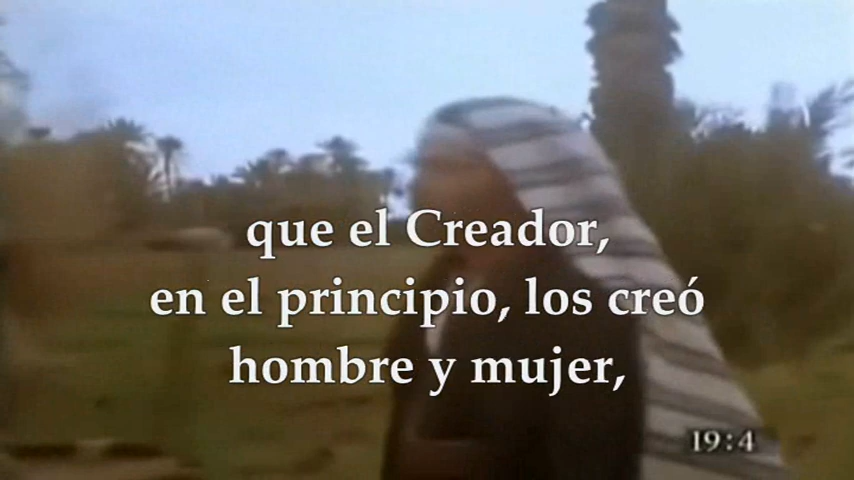 que el Creador,
en el principio, los creó
hombre y mujer,
19:4